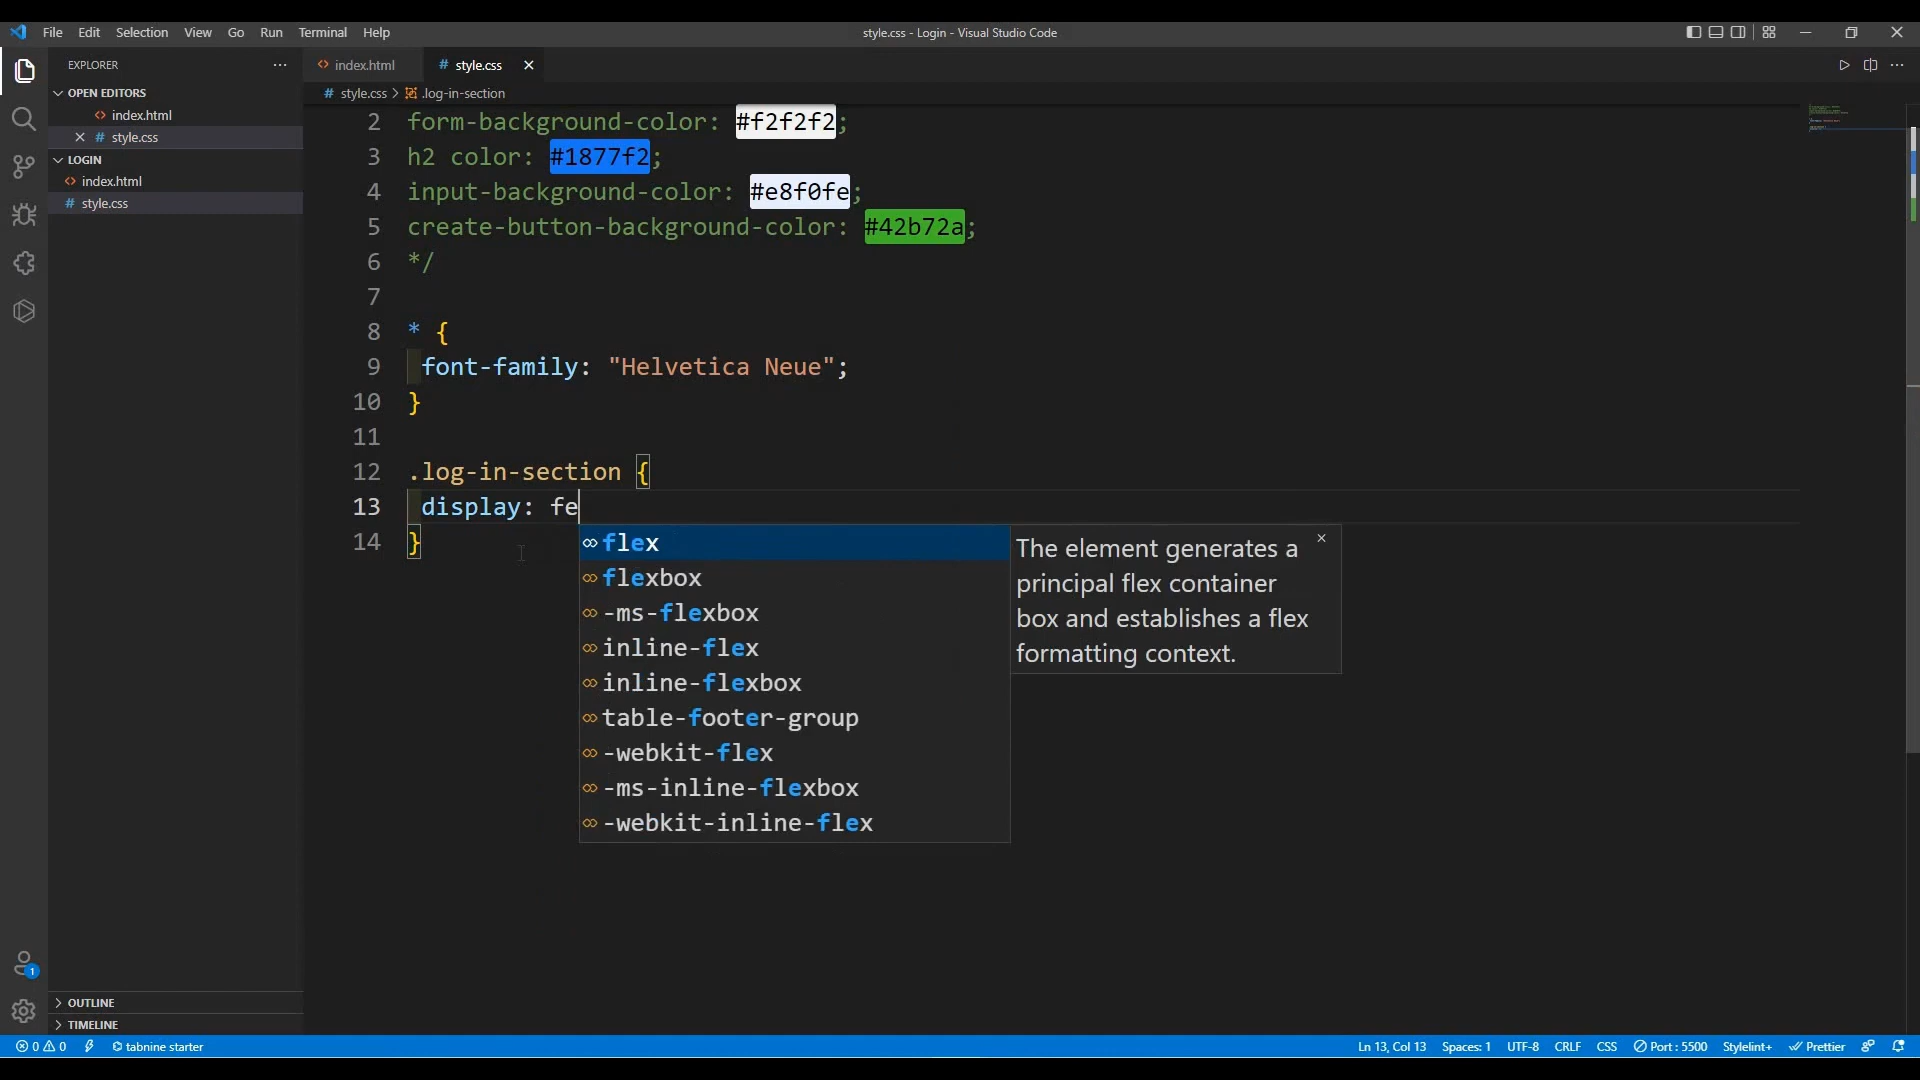 File Edit Selection View Go Run Terminal Help
style.css - Login - Visual Studio Code
EXPLORER
index.html
style.css
OPEN EDITORS
index.html
style.css
LOGIN
index.html
style.css
style.css > .log-in-section
2 form-background-color: #f2f2f2;
3 h2 color: #1877f2;
4 input-background-color: #e8f0fe;
5 create-button-background-color: #42b72a;
6 */
7
8 * {
9 font-family: "Helvetica Neue";
10 }
11
12 .log-in-section {
13 display: fe
14 }
flex
flexbox
-ms-flexbox
inline-flex
inline-flexbox
table-footer-group
-webkit-flex
-ms-inline-flexbox
-webkit-inline-flex
The element generates a
principal flex container
box and establishes a flex
formatting context.
1
OUTLINE
TIMELINE
0 0 tabnine starter
Ln 13, Col 13 Spaces: 1 UTF-8 CRLF CSS Port : 5500 Stylelint+ Prettier